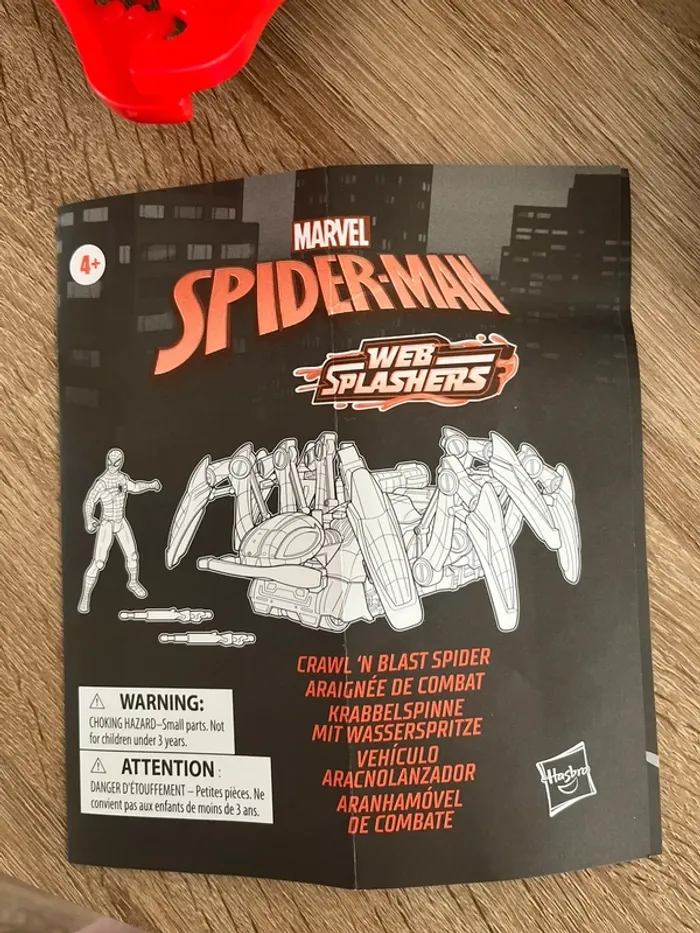 4+
MARVEL
SPIDER-MAN
WEB
SPLASHERS
CRAWL 'N BLAST SPIDER
ARAIGNÉE DE COMBAT
KRABBELSPINNE
MIT WASSERSPRITZE
VEHÍCULO
ARACNOLANZADOR
ARANHAMÓVEL
DE COMBATE
⚠ WARNING:
CHOKING HAZARD–Small parts. Not
for children under 3 years.
⚠ ATTENTION :
DANGER D'ÉTOUFFEMENT – Petites pièces. Ne
convient pas aux enfants de moins de 3 ans.
Hasbro